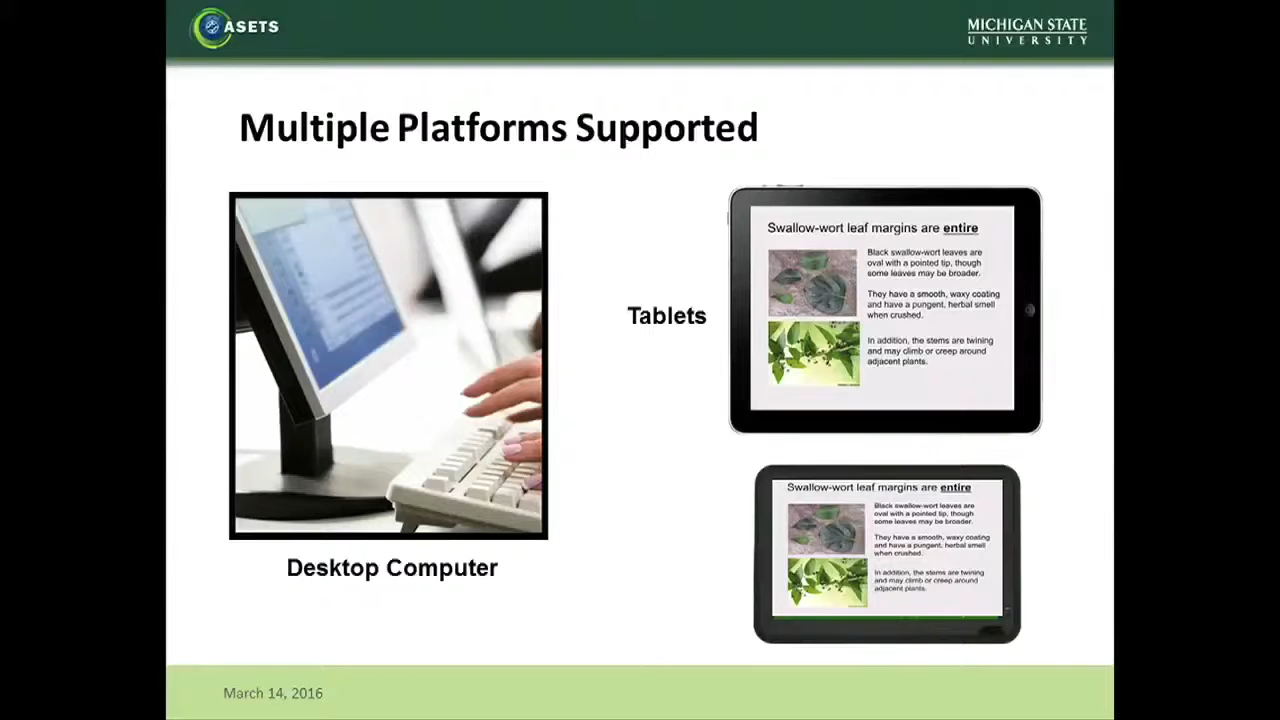 ASETS
MICHIGAN STATE
UNIVERSITY
Multiple Platforms Supported
Desktop Computer
Tablets
Swallow-wort leaf margins are entire
Black swallow-wort leaves are
oval with a pointed tip, though
some leaves may be broader.
They have a smooth, waxy coating
and have a pungent, herbal smell
when crushed.
In addition, the stems are twining
and may climb or creep around
adjacent plants.
Swallow-wort leaf margins are entire
Black swallow-wort leaves are
oval with a pointed tip, though
some leaves may be broader.
They have a smooth, waxy coating
and have a pungent, herbal smell
when crushed.
In addition, the stems are twining
and may climb or creep around
adjacent plants.
March 14, 2016